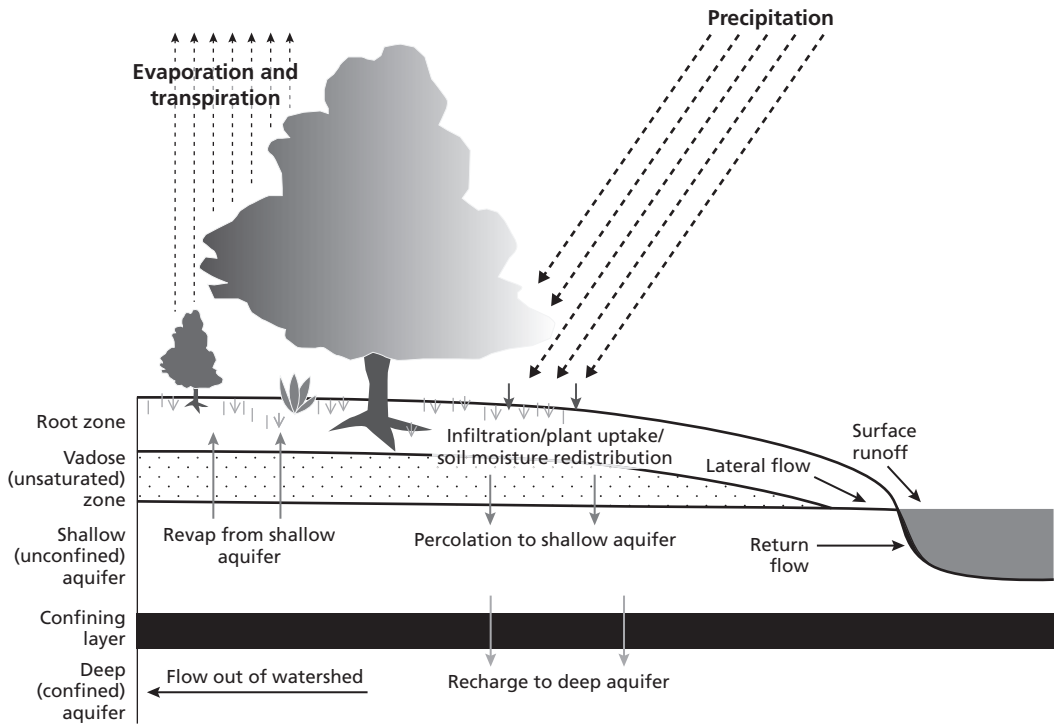 Precipitation
Evaporation and
transpiration
Root zone
Infiltration/plant uptake/
soil moisture redistribution
Surface
runoff
Vadose
(unsaturated)
zone
Lateral flow
Shallow
(unconfined)
aquifer
Revap from shallow
aquifer
Percolation to shallow aquifer
Return
flow
Confining
layer
Deep
(confined)
aquifer
Flow out of watershed
Recharge to deep aquifer